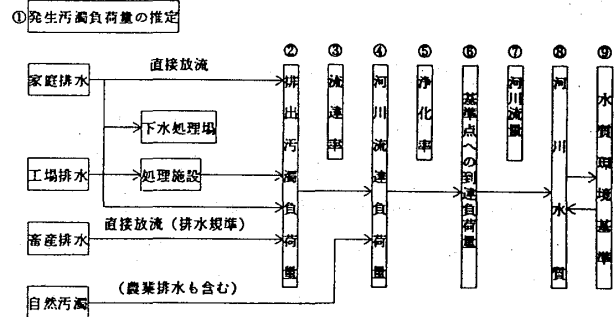 ①発生汚濁負荷量の推定
家庭排水
直接放流
下水処理場
工場排水
処理施設
畜産排水
直接放流(排水規準)
自然汚濁
(農業排水も含む)
②
排出汚濁負荷量
③
流達率
④
河川流達負荷量
⑤
浄化率
⑥
基準点への到達負荷量
⑦
河川流量
⑧
河川水質
⑨
水質環境基準